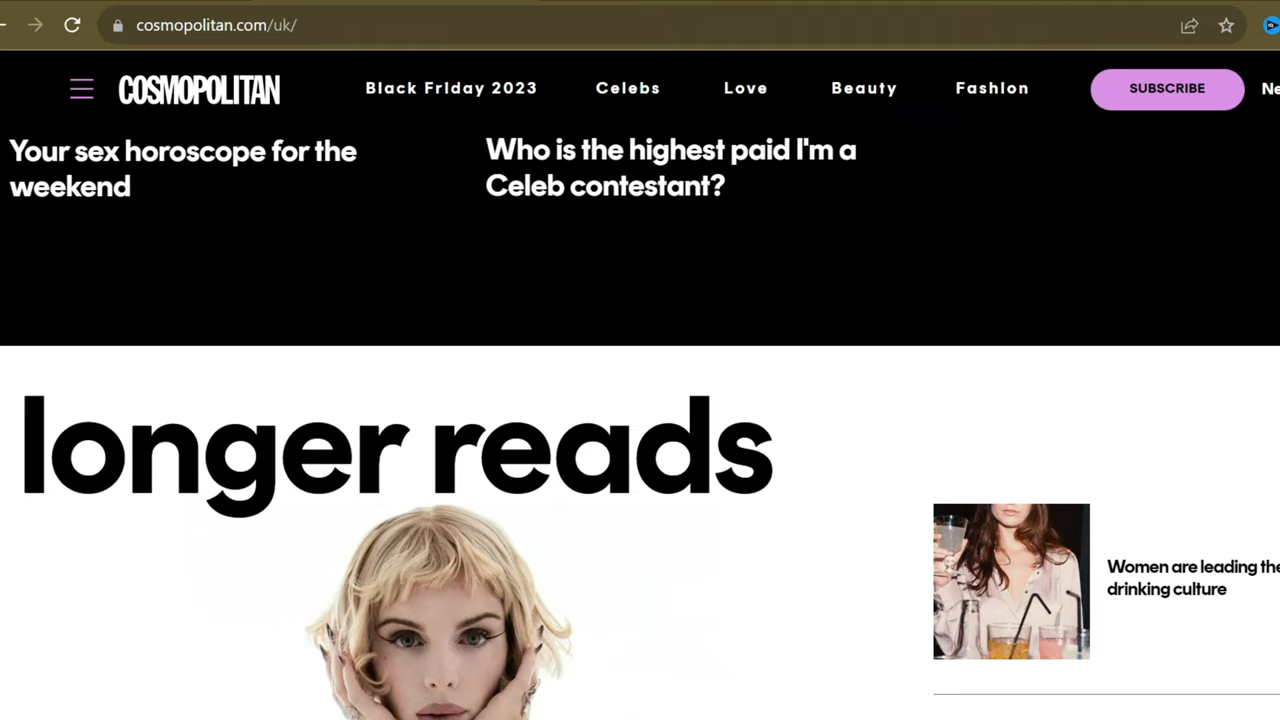 cosmopolitan.com/uk/
COSMOPOLITAN
Black Friday 2023
Celebs
Love
Beauty
Fashion
SUBSCRIBE
Your sex horoscope for the
weekend
Who is the highest paid I'm a
Celeb contestant?
longer reads
Women are leading the
drinking culture